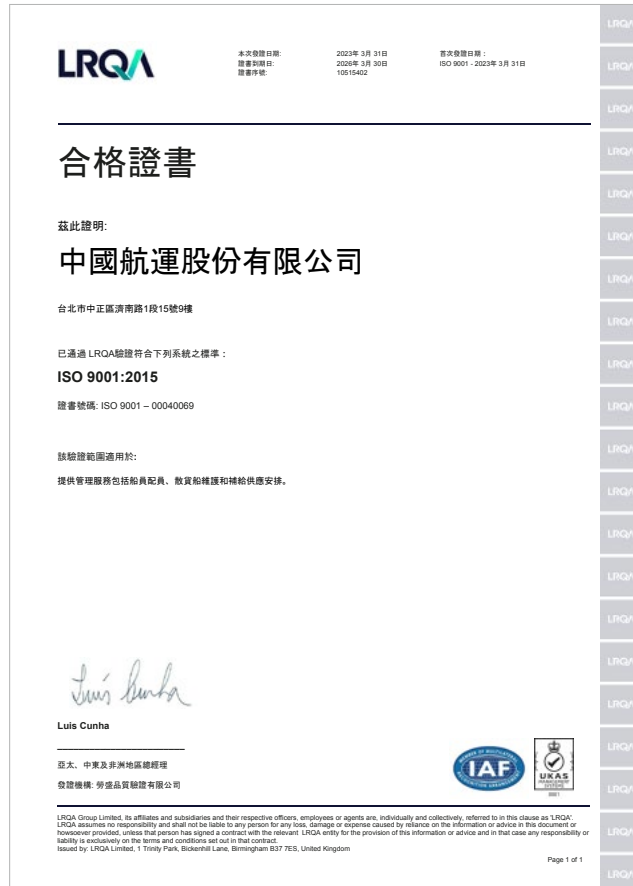 LRQA
本次發證日期: 2023年 3月 31日 首次發證日期：
證書到期日: 2026年 3月 30日 ISO 9001 - 2023年 3月 31日
證書序號: 10515402
合格證書
茲此證明:
中國航運股份有限公司
台北市中正區濟南路1段15號9樓
已通過 LRQA驗證符合下列系統之標準：
ISO 9001:2015
證書號碼: ISO 9001 – 00040069
該驗證範圍適用於:
提供管理服務包括船員配員、散貨船維護和補給供應安排。
Luis Cunha
Luis Cunha
亞太、中東及非洲地區總經理
發證機構: 勞盛品質驗證有限公司
IAF
UKAS
MANAGEMENT
SYSTEMS
0001
LRQA Group Limited, its affiliates and subsidiaries and their respective officers, employees or agents are, individually and collectively, referred to in this clause as 'LRQA'.
LRQA assumes no responsibility and shall not be liable to any person for any loss, damage or expense caused by reliance on the information or advice in this document or
howsoever provided, unless that person has signed a contract with the relevant LRQA entity for the provision of this information or advice and in that case any responsibility or
liability is exclusively on the terms and conditions set out in that contract.
Issued by: LRQA Limited, 1 Trinity Park, Bickenhill Lane, Birmingham B37 7ES, United Kingdom
Page 1 of 1